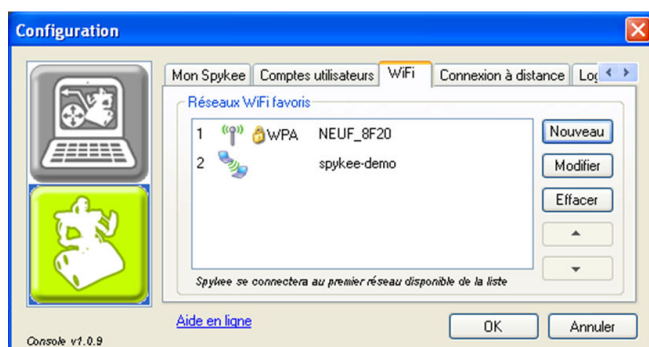 Configuration
Mon Spykee Comptes utilisateurs WiFi Connexion à distance
Réseaux WiFi favoris
1 WPA NEUF_8F20
2 spykee-demo
Nouveau
Modifier
Effacer
Spykee se connectera au premier réseau disponible de la liste
Aide en ligne
OK Annuler
Console v1.0.9